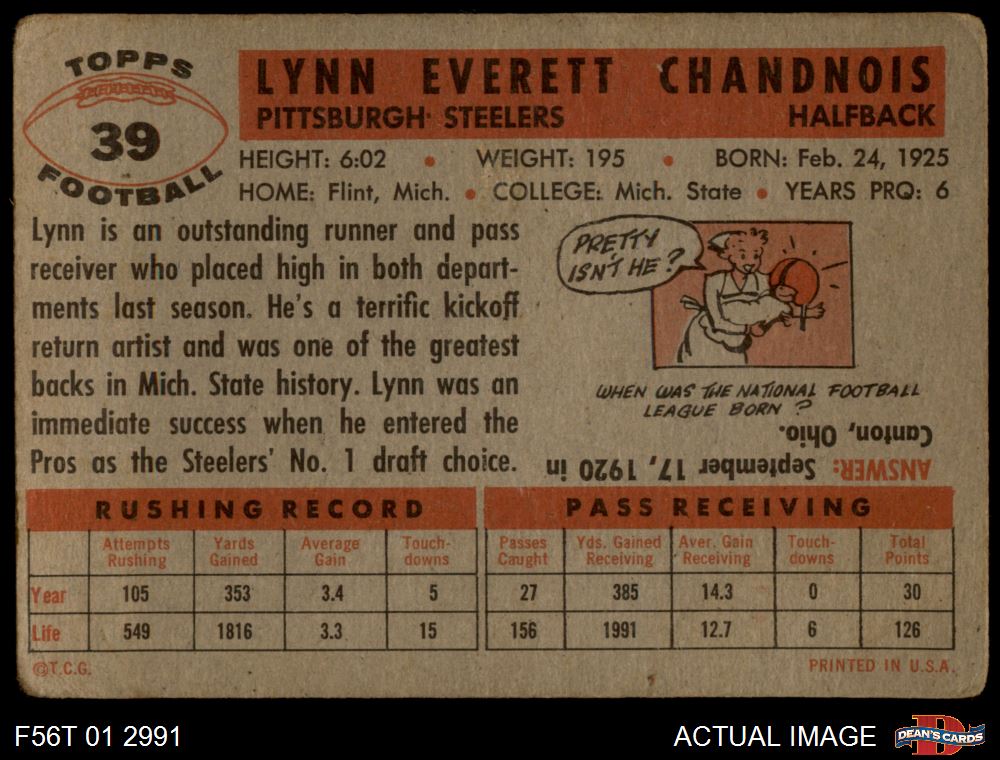 TOPPS
39
FOOTBALL
LYNN EVERETT CHANDNOIS
PITTSBURGH STEELERS HALFBACK
HEIGHT: 6:02 • WEIGHT: 195 • BORN: Feb. 24, 1925
HOME: Flint, Mich. • COLLEGE: Mich. State • YEARS PRO: 6
Lynn is an outstanding runner and pass
receiver who placed high in both depart-
ments last season. He's a terrific kickoff
return artist and was one of the greatest
backs in Mich. State history. Lynn was an
immediate success when he entered the
Pros as the Steelers' No. 1 draft choice.
PRETTY
ISN'T HE?
WHEN WAS THE NATIONAL FOOTBALL
LEAGUE BORN?
ANSWER: September 17, 1920 in
Canton, Ohio.
RUSHING RECORD PASS RECEIVING
Attempts Rushing Yards Gained Average Gain Touch-downs Passes Caught Yds. Gained Receiving Aver. Gain Receiving Touch-downs Total Points
Year 105 353 3.4 5 27 385 14.3 0 30
Life 549 1816 3.3 15 156 1991 12.7 6 126
©T.C.G. PRINTED IN U.S.A.
F56T 01 2991 ACTUAL IMAGE DEAN'S CARDS